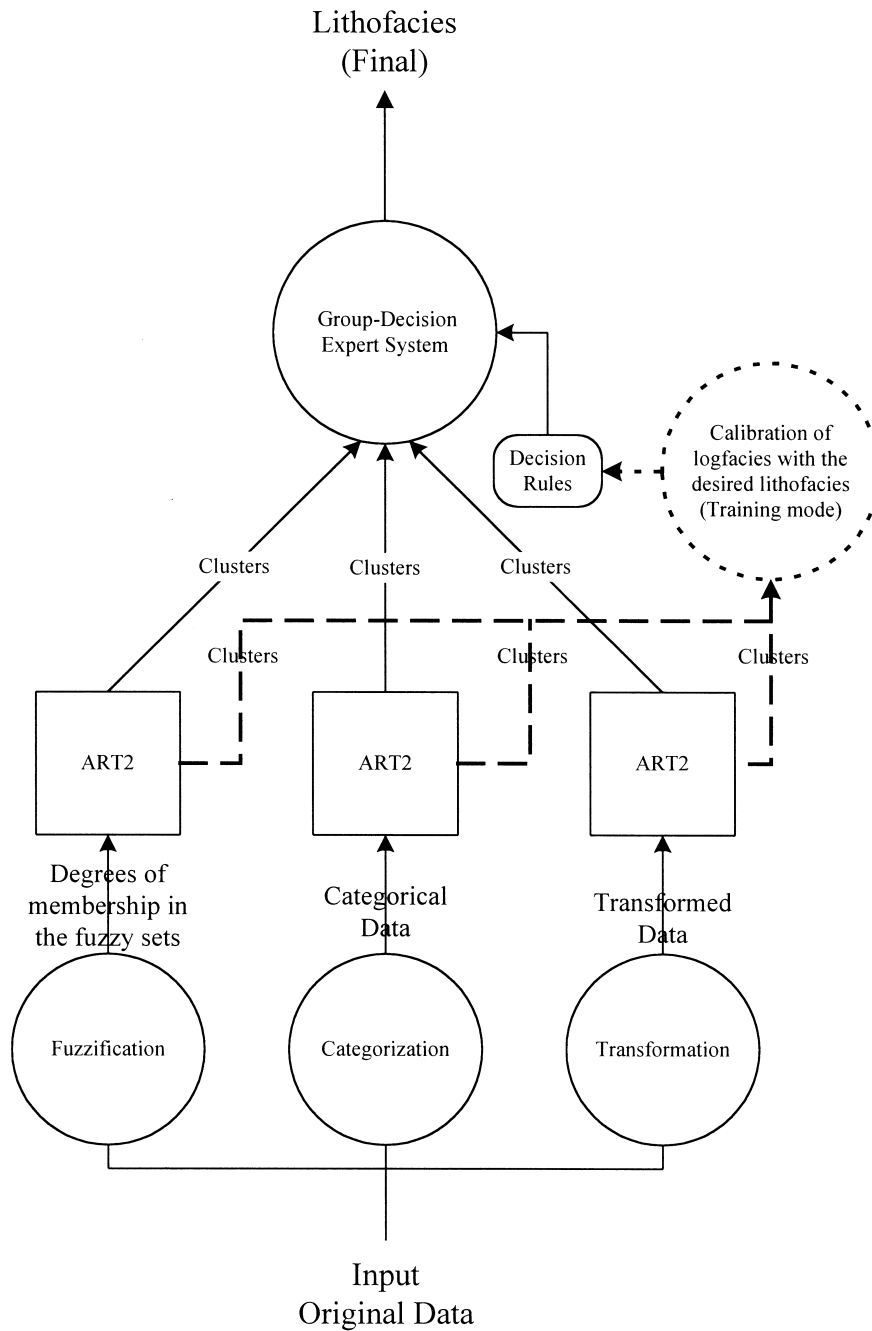 Lithofacies
(Final)
Group-Decision
Expert System
Decision
Rules
Calibration of
logfacies with the
desired lithofacies
(Training mode)
Clusters
Clusters
Clusters
Clusters
Clusters
Clusters
ART2
ART2
ART2
Degrees of
membership in
the fuzzy sets
Categorical
Data
Transformed
Data
Fuzzification
Categorization
Transformation
Input
Original Data